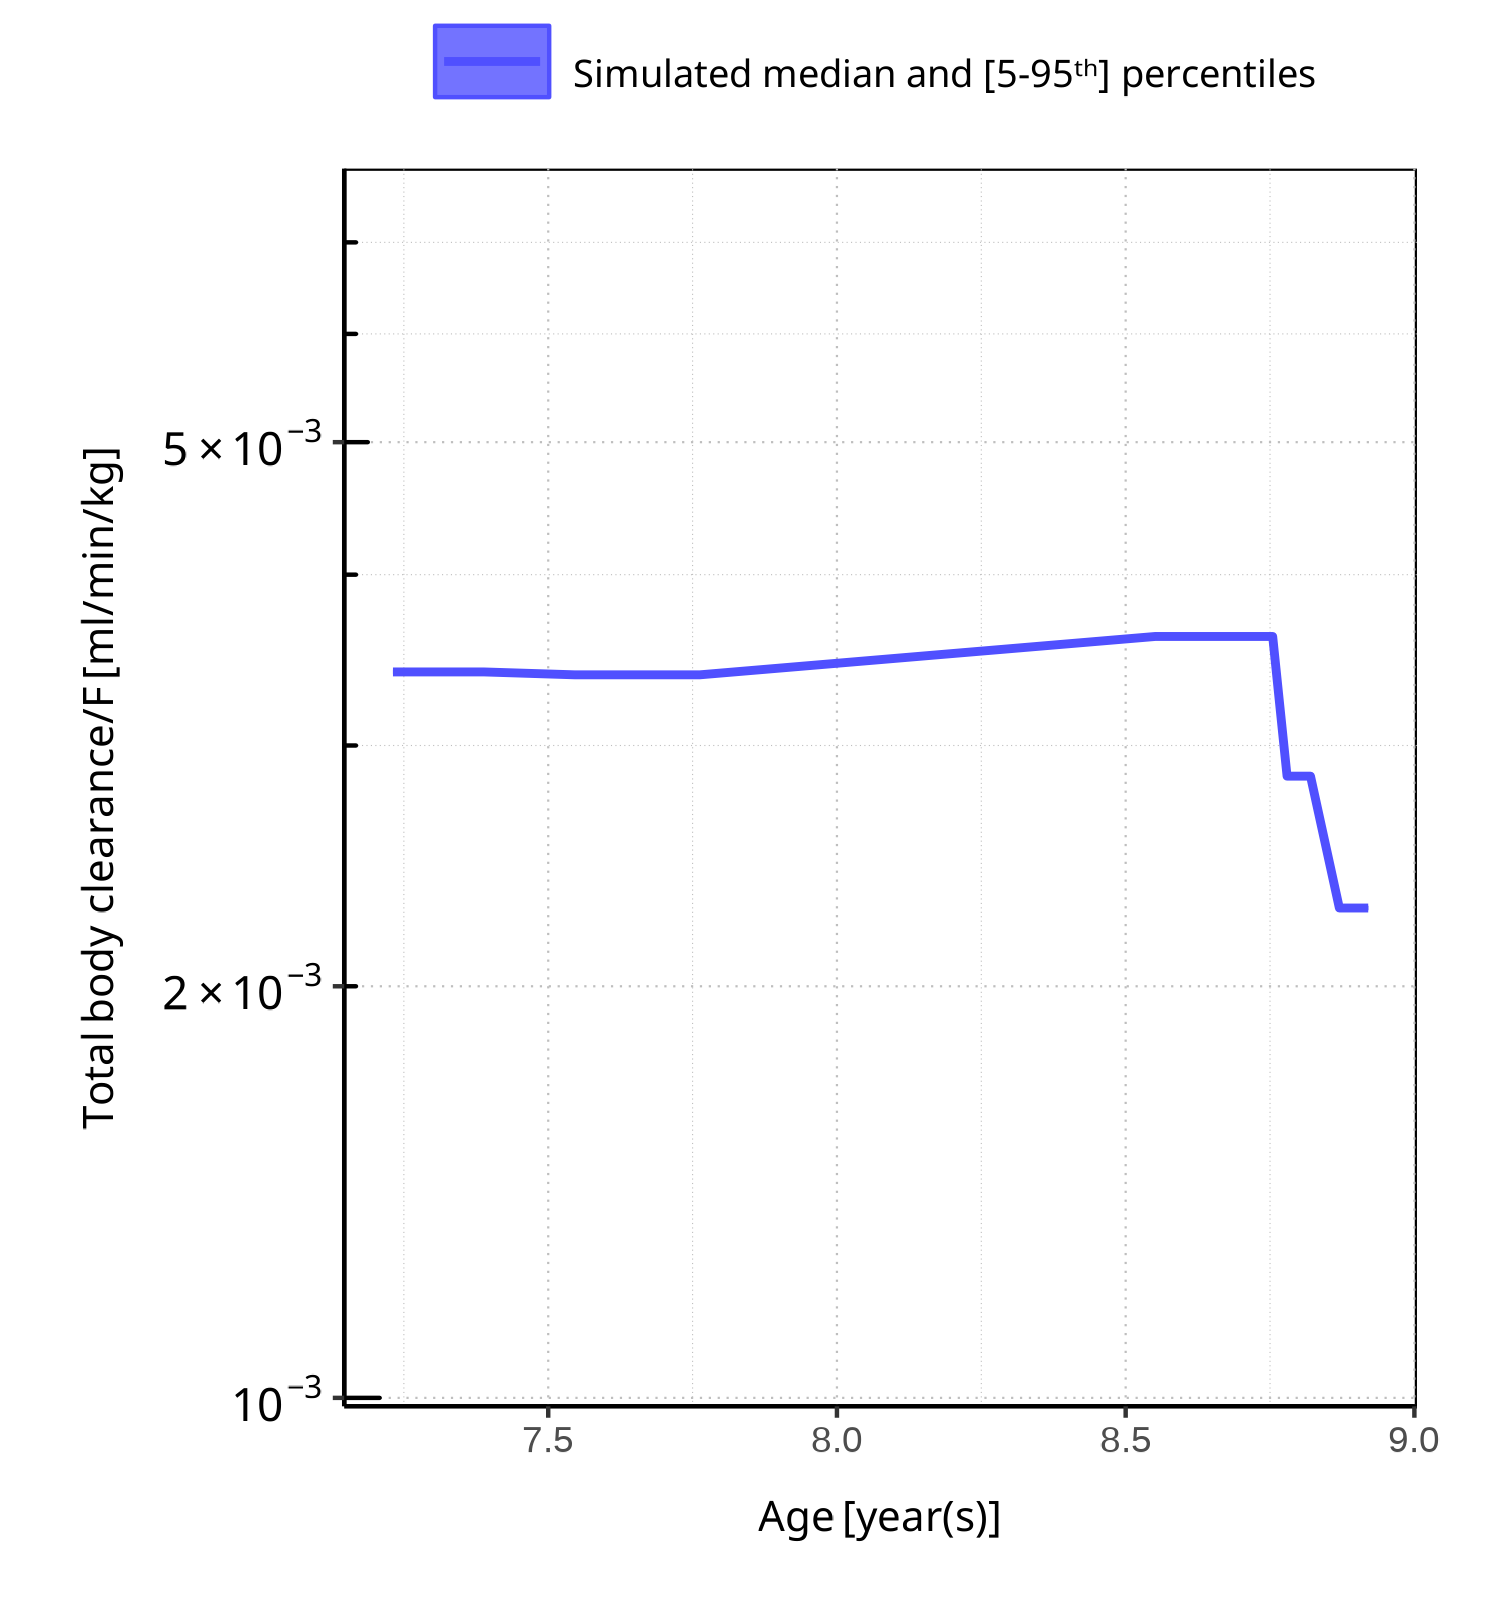 Simulated median and [5-95ᵗʰ] percentiles
5 × 10⁻³
2 × 10⁻³
10⁻³
Total body clearance/F [ml/min/kg]
7.5 8.0 8.5 9.0
Age [year(s)]